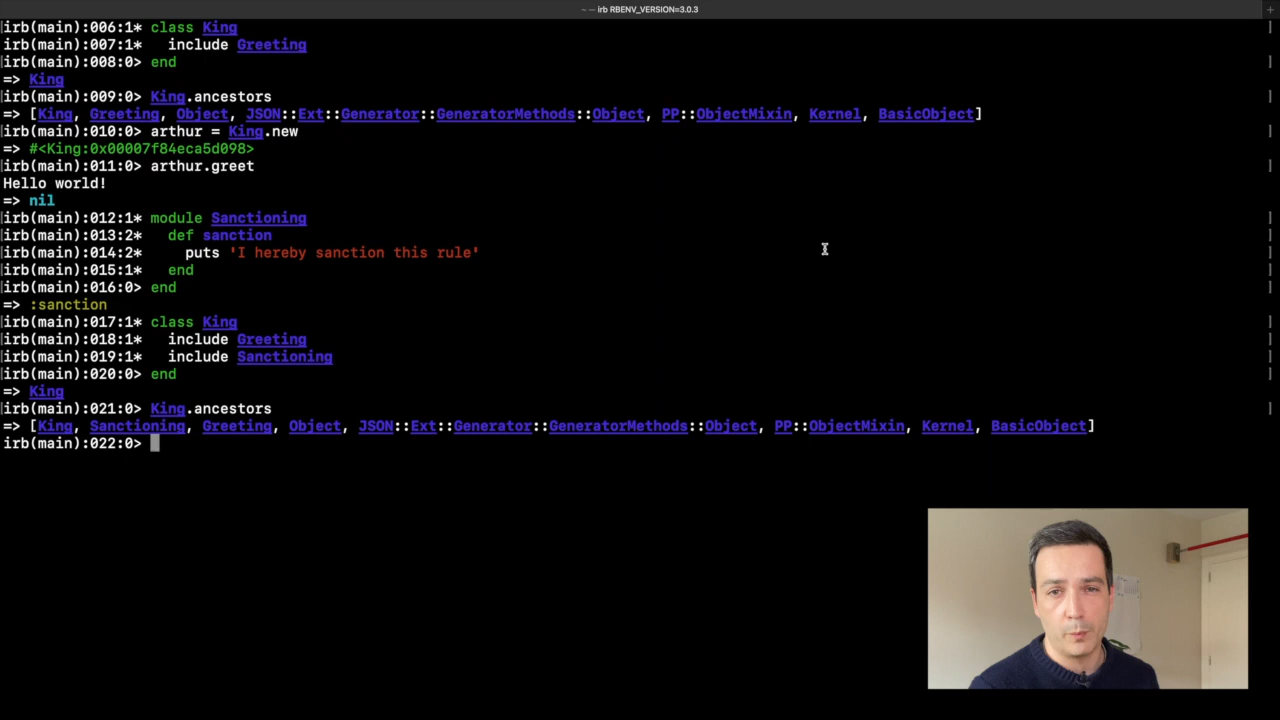 ~ — irb RBENV_VERSION=3.0.3
irb(main):006:1* class King
irb(main):007:1*   include Greeting
irb(main):008:0> end
=> King
irb(main):009:0> King.ancestors
=> [King, Greeting, Object, JSON::Ext::Generator::GeneratorMethods::Object, PP::ObjectMixin, Kernel, BasicObject]
irb(main):010:0> arthur = King.new
=> #<King:0x00007f84eca5d098>
irb(main):011:0> arthur.greet
Hello world!
=> nil
irb(main):012:1* module Sanctioning
irb(main):013:2*   def sanction
irb(main):014:2*     puts 'I hereby sanction this rule'
irb(main):015:1*   end
irb(main):016:0> end
=> :sanction
irb(main):017:1* class King
irb(main):018:1*   include Greeting
irb(main):019:1*   include Sanctioning
irb(main):020:0> end
=> King
irb(main):021:0> King.ancestors
=> [King, Sanctioning, Greeting, Object, JSON::Ext::Generator::GeneratorMethods::Object, PP::ObjectMixin, Kernel, BasicObject]
irb(main):022:0>